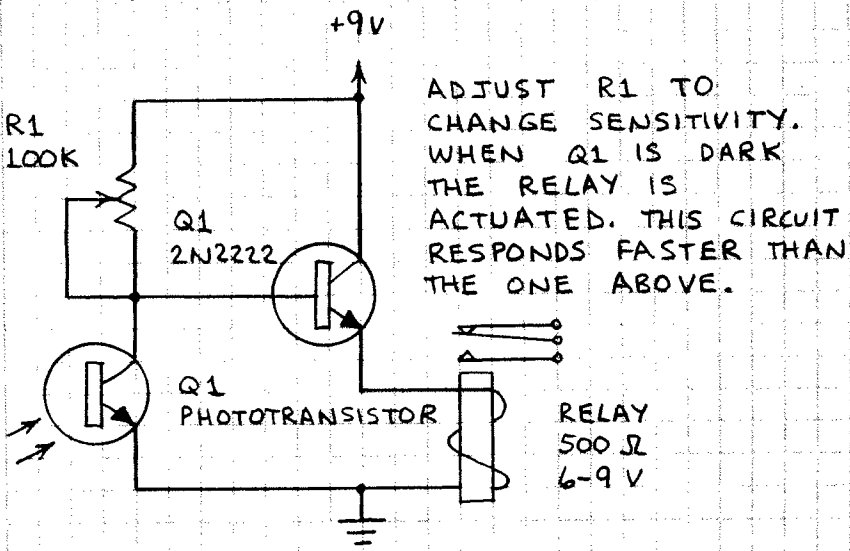 +9V
R1
100K
ADJUST R1 TO
CHANGE SENSITIVITY.
WHEN Q1 IS DARK
THE RELAY IS
ACTUATED. THIS CIRCUIT
RESPONDS FASTER THAN
THE ONE ABOVE.
Q1
2N2222
Q1
PHOTOTRANSISTOR
RELAY
500 Ω
6-9 V